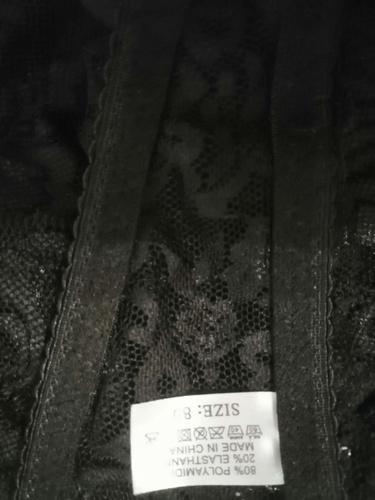 80% POLYAMID
20% ELASTHAN
MADE IN CHINA
SIZE: 80